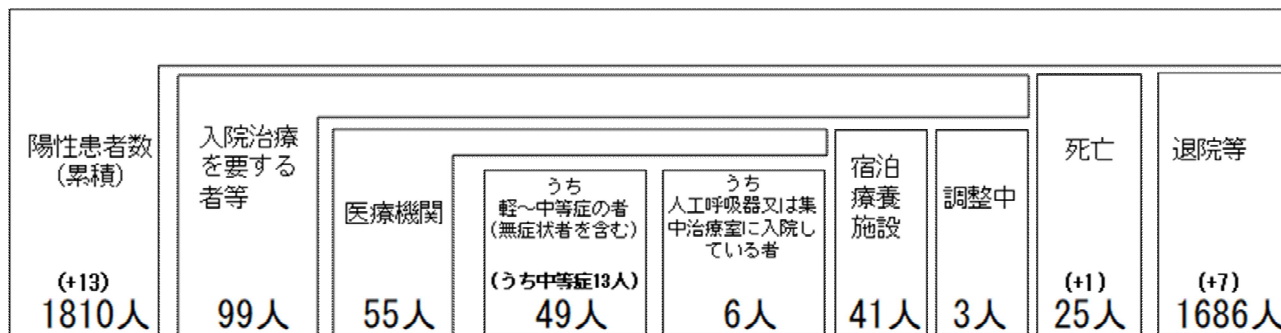 陽性患者数
(累積)
(+13)
1810人
入院治療
を要する
者等
99人
医療機関
55人
うち
軽～中等症の者
(無症状者を含む)
(うち中等症13人)
49人
うち
人工呼吸器又は集
中治療室に入院し
ている者
6人
宿泊
療養
施設
41人
調整中
3人
死亡
(+1)
25人
退院等
(+7)
1686人